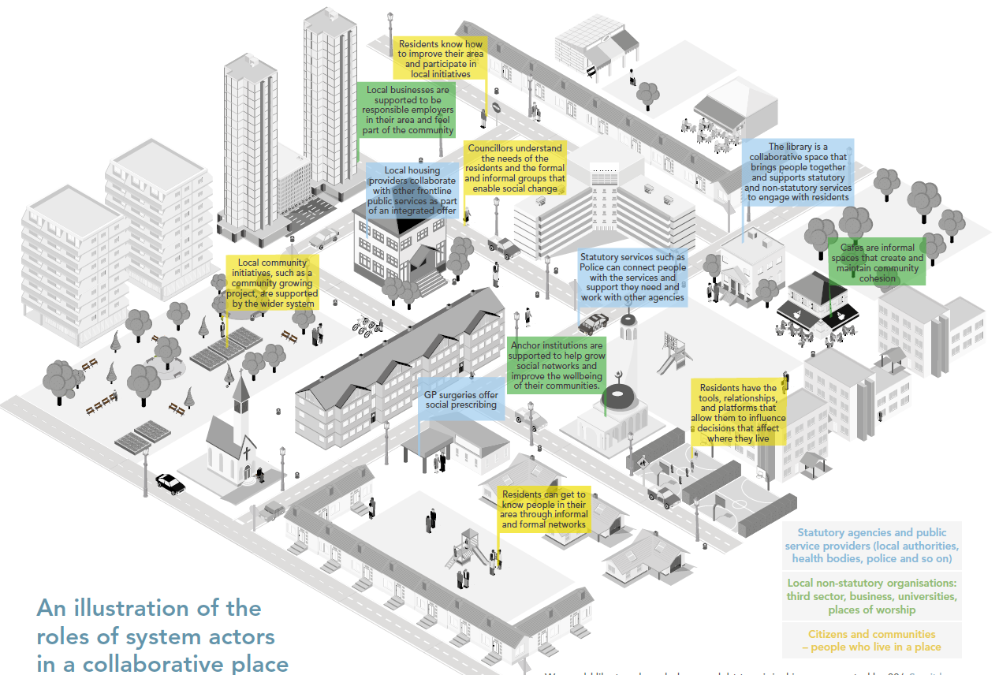 Residents know how
to improve their area
and participate in
local initiatives
Local businesses are
supported to be
responsible employers
in their area and feel
part of the community
Councillors understand
the needs of the
residents and the formal
and informal groups that
enable social change
The library is a
collaborative space that
brings people together
and supports statutory
and non-statutory services
to engage with residents
Local housing
providers collaborate
with other frontline
public services as part
of an integrated offer
Cafes are informal
spaces that create and
maintain community
cohesion
Statutory services such as
Police can connect people
with the services and
support they need and
work with other agencies
Local community
initiatives, such as a
community growing
project, are supported
by the wider system
Anchor institutions are
supported to help grow
social networks and
improve the wellbeing
of their communities.
GP surgeries offer
social prescribing
Residents have the
tools, relationships,
and platforms that
allow them to influence
decisions that affect
where they live
Residents can get to
know people in their
area through informal
and formal networks
Statutory agencies and public
service providers (local authorities,
health bodies, police and so on)
Local non-statutory organisations:
third sector, business, universities,
places of worship
Citizens and communities
– people who live in a place
An illustration of the
roles of system actors
in a collaborative place